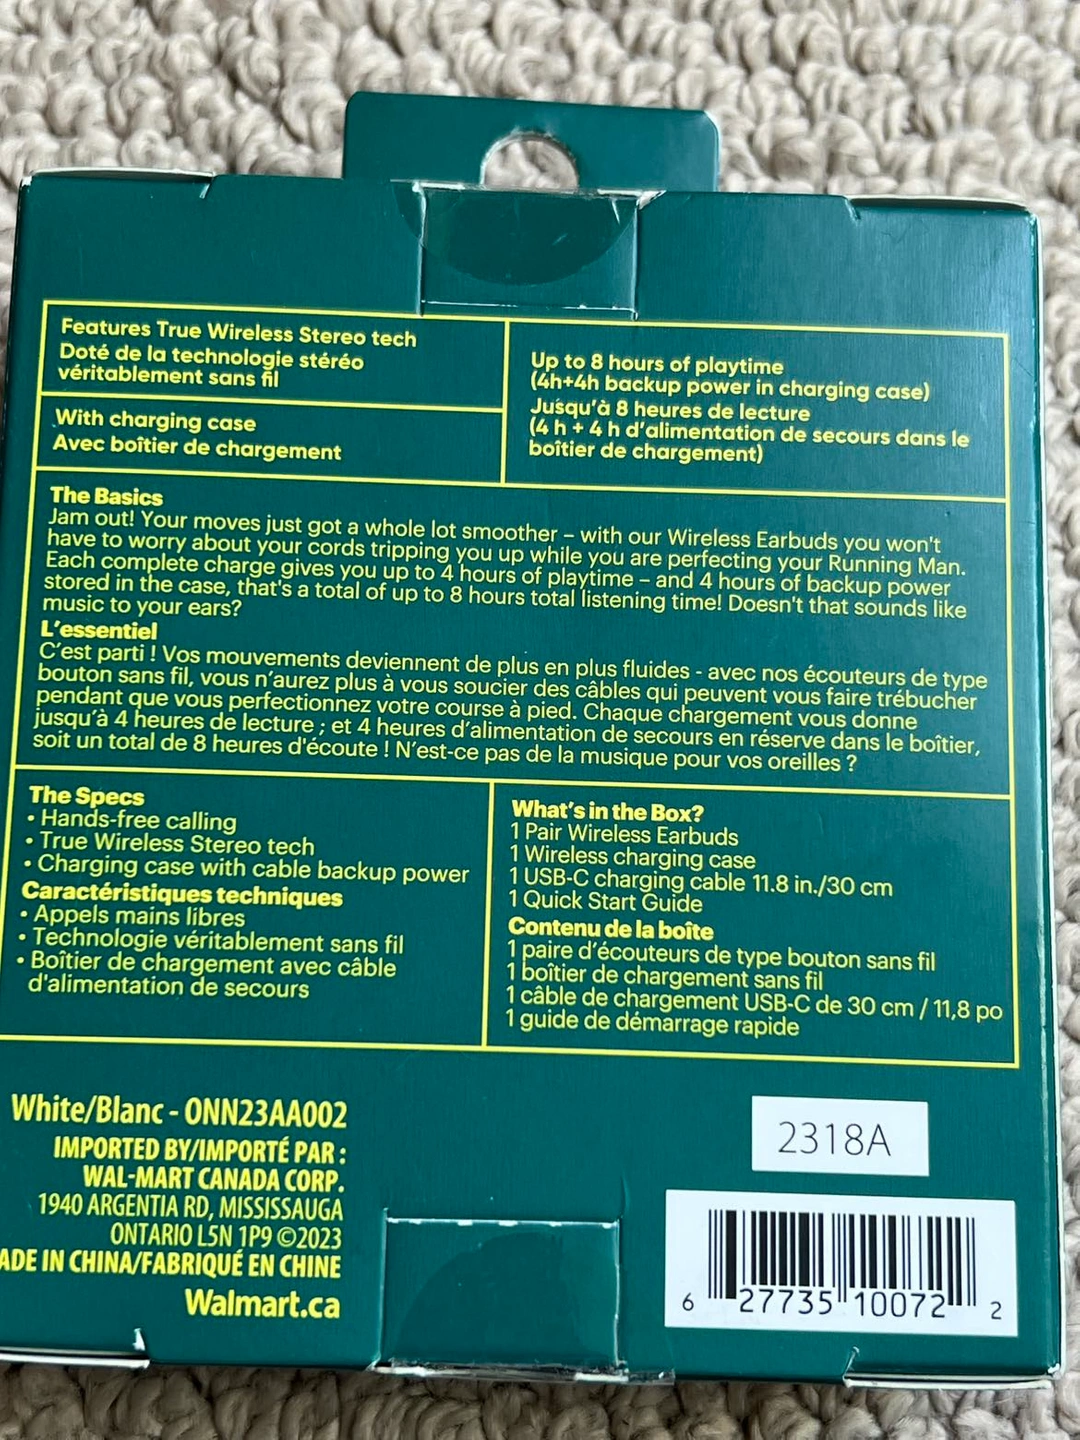 Features True Wireless Stereo tech
Doté de la technologie stéréo
véritablement sans fil
With charging case
Avec boîtier de chargement
Up to 8 hours of playtime
(4h+4h backup power in charging case)
Jusqu'à 8 heures de lecture
(4 h + 4 h d'alimentation de secours dans le
boîtier de chargement)
The Basics
Jam out! Your moves just got a whole lot smoother – with our Wireless Earbuds you won't
have to worry about your cords tripping you up while you are perfecting your Running Man.
Each complete charge gives you up to 4 hours of playtime – and 4 hours of backup power
stored in the case, that's a total of up to 8 hours total listening time! Doesn't that sounds like
music to your ears?
L'essentiel
C'est parti ! Vos mouvements deviennent de plus en plus fluides - avec nos écouteurs de type
bouton sans fil, vous n'aurez plus à vous soucier des câbles qui peuvent vous faire trébucher
pendant que vous perfectionnez votre course à pied. Chaque chargement vous donne
jusqu'à 4 heures de lecture ; et 4 heures d'alimentation de secours en réserve dans le boîtier,
soit un total de 8 heures d'écoute ! N'est-ce pas de la musique pour vos oreilles ?
The Specs
• Hands-free calling
• True Wireless Stereo tech
• Charging case with cable backup power
Caractéristiques techniques
• Appels mains libres
• Technologie véritablement sans fil
• Boîtier de chargement avec câble
d'alimentation de secours
What's in the Box?
1 Pair Wireless Earbuds
1 Wireless charging case
1 USB-C charging cable 11.8 in./30 cm
1 Quick Start Guide
Contenu de la boîte
1 paire d'écouteurs de type bouton sans fil
1 boîtier de chargement sans fil
1 câble de chargement USB-C de 30 cm / 11,8 po
1 guide de démarrage rapide
White/Blanc - ONN23AA002
IMPORTED BY/IMPORTÉ PAR :
WAL-MART CANADA CORP.
1940 ARGENTIA RD, MISSISSAUGA
ONTARIO L5N 1P9 ©2023
ADE IN CHINA/FABRIQUÉ EN CHINE
Walmart.ca
2318A
6 27735 10072 2